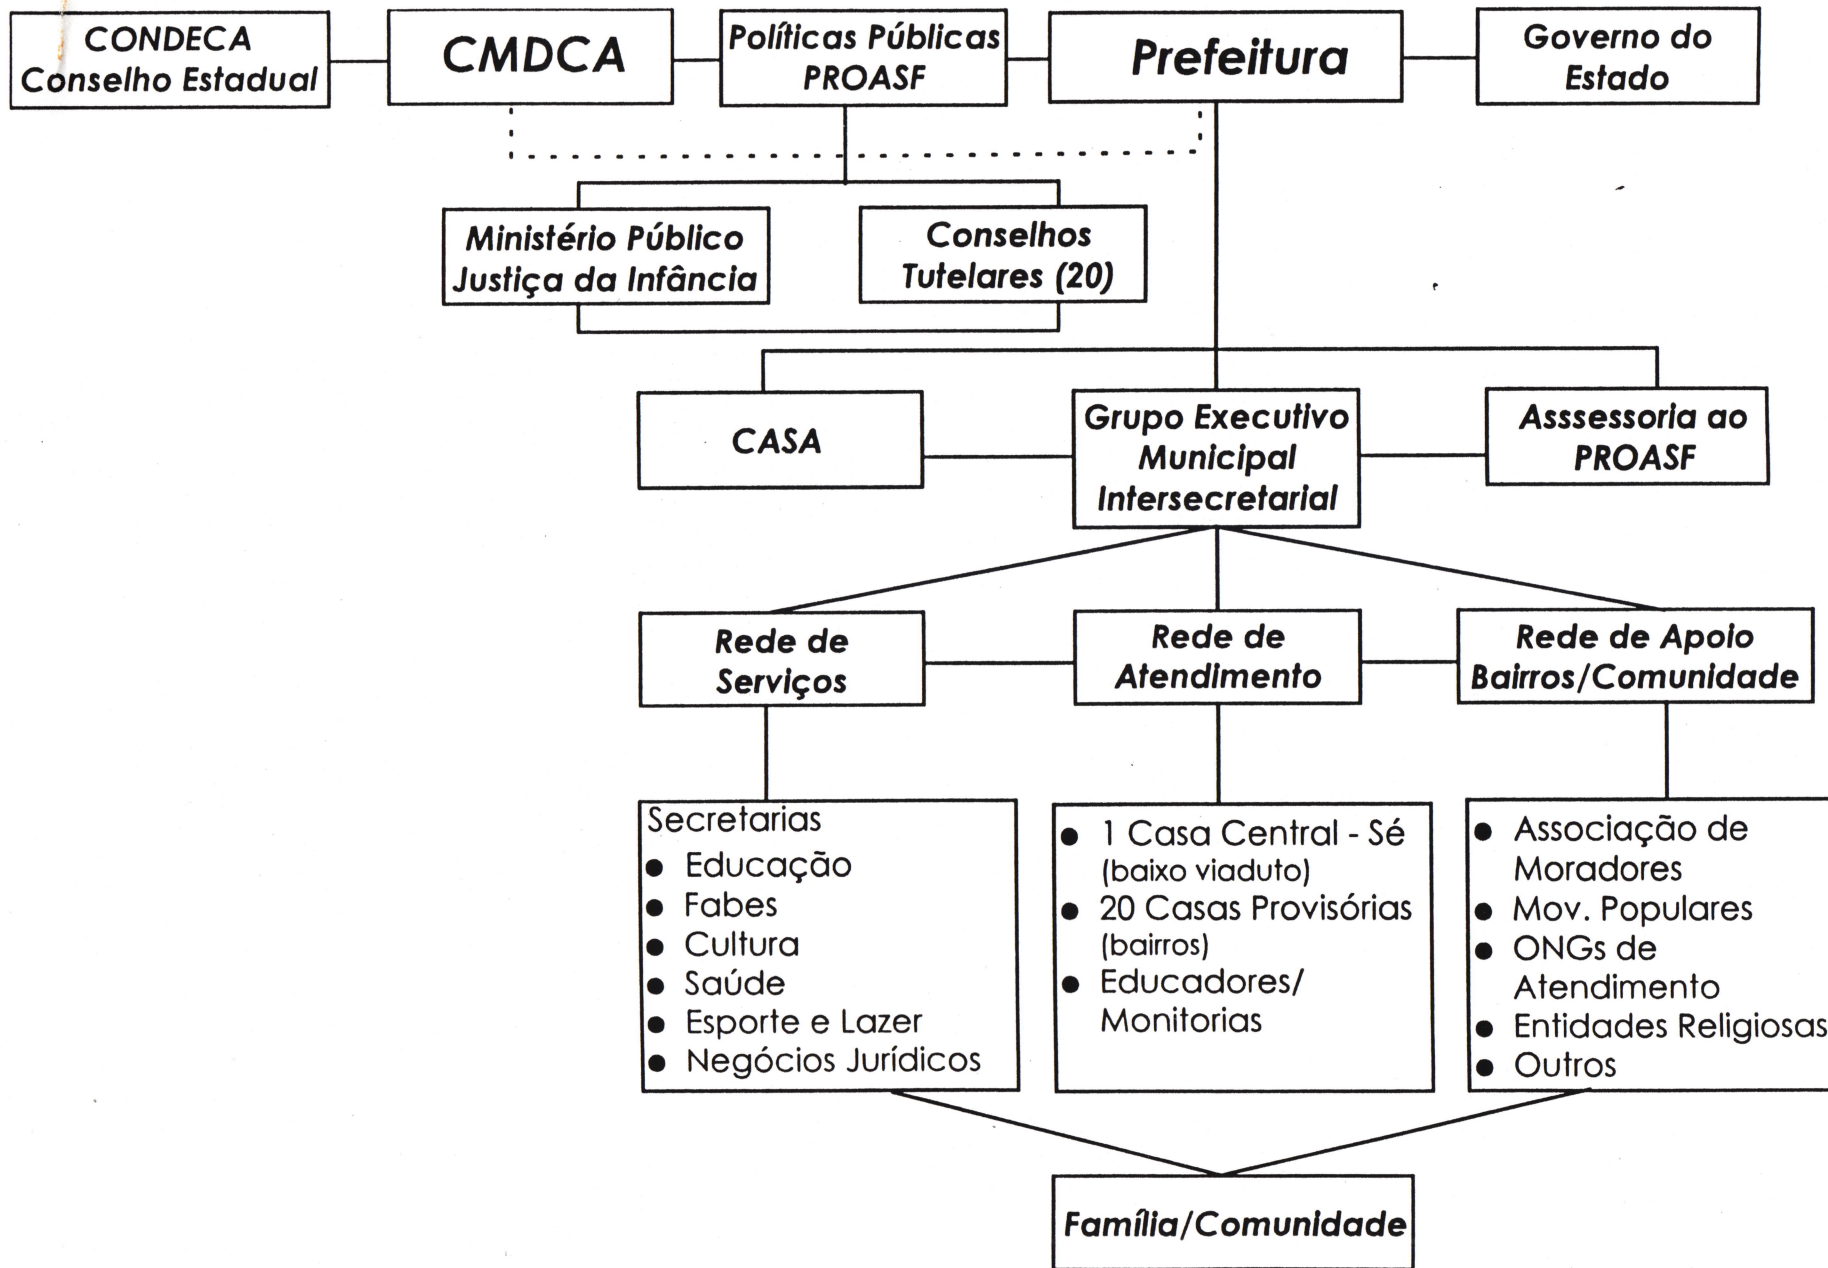 CONDECA
Conselho Estadual
CMDCA
Políticas Públicas
PROASF
Prefeitura
Governo do
Estado
Ministério Público
Justiça da Infância
Conselhos
Tutelares (20)
CASA
Grupo Executivo
Municipal
Intersecretarial
Asssessoria ao
PROASF
Rede de
Serviços
Rede de
Atendimento
Rede de Apoio
Bairros/Comunidade
Secretarias
● Educação
● Fabes
● Cultura
● Saúde
● Esporte e Lazer
● Negócios Jurídicos
● 1 Casa Central - Sé
(baixo viaduto)
● 20 Casas Provisórias
(bairros)
● Educadores/
Monitorias
● Associação de
Moradores
● Mov. Populares
● ONGs de
Atendimento
● Entidades Religiosas
● Outros
Família/Comunidade